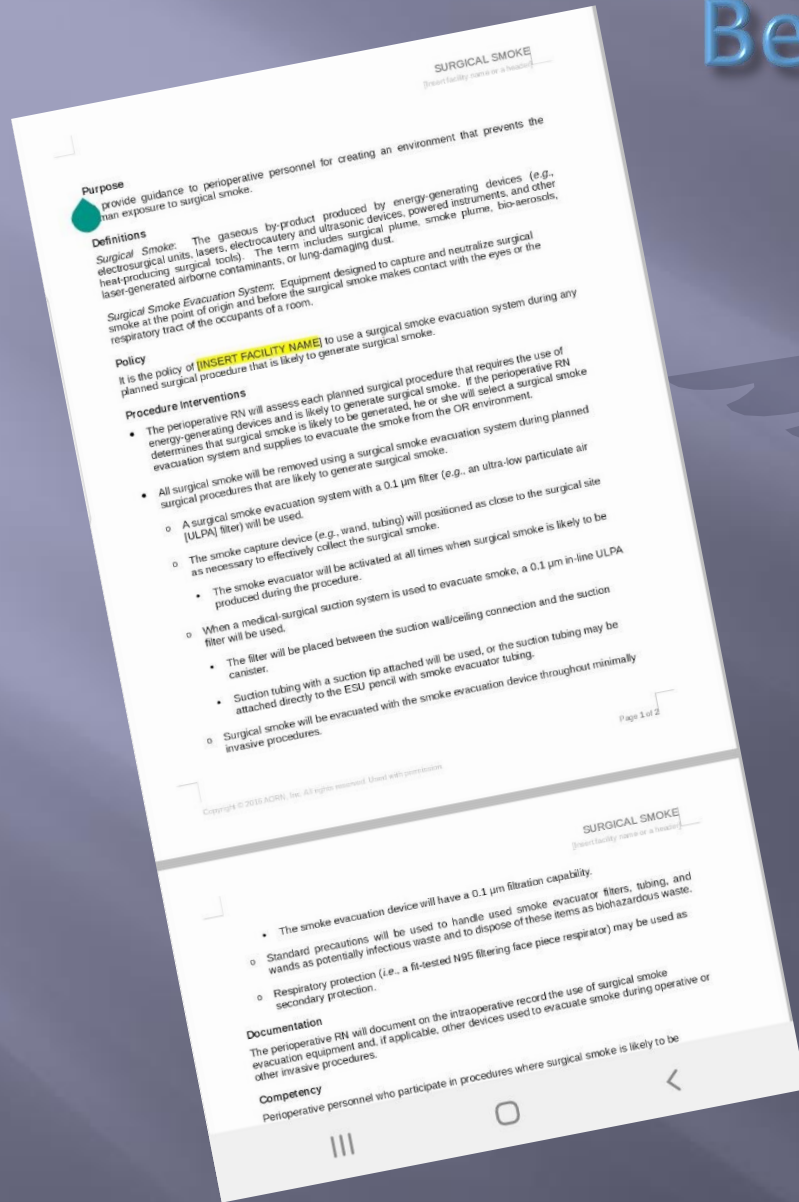 Be
SURGICAL SMOKE
[Insert facility name or a header]
Purpose
provide guidance to perioperative personnel for creating an environment that prevents the
man exposure to surgical smoke.
Definitions
Surgical Smoke: The gaseous by-product produced by energy-generating devices (e.g.,
electrosurgical units, lasers, electrocautery and ultrasonic devices, powered instruments, and other
heat-producing surgical tools). The term includes surgical plume, smoke plume, bio-aerosols,
laser-generated airborne contaminants, or lung-damaging dust.
Surgical Smoke Evacuation System: Equipment designed to capture and neutralize surgical
smoke at the point of origin and before the surgical smoke makes contact with the eyes or the
respiratory tract of the occupants of a room.
Policy
It is the policy of [INSERT FACILITY NAME] to use a surgical smoke evacuation system during any
planned surgical procedure that is likely to generate surgical smoke.
Procedure Interventions
• The perioperative RN will assess each planned surgical procedure that requires the use of
energy-generating devices and is likely to generate surgical smoke. If the perioperative RN
determines that surgical smoke is likely to be generated, he or she will select a surgical smoke
evacuation system and supplies to evacuate the smoke from the OR environment.
• All surgical smoke will be removed using a surgical smoke evacuation system during planned
surgical procedures that are likely to generate surgical smoke.
o A surgical smoke evacuation system with a 0.1 µm filter (e.g., an ultra-low particulate air
[ULPA] filter) will be used.
o The smoke capture device (e.g., wand, tubing) will positioned as close to the surgical site
as necessary to effectively collect the surgical smoke.
▪ The smoke evacuator will be activated at all times when surgical smoke is likely to be
produced during the procedure.
o When a medical-surgical suction system is used to evacuate smoke, a 0.1 µm in-line ULPA
filter will be used.
▪ The filter will be placed between the suction wall/ceiling connection and the suction
canister.
▪ Suction tubing with a suction tip attached will be used, or the suction tubing may be
attached directly to the ESU pencil with smoke evacuator tubing.
o Surgical smoke will be evacuated with the smoke evacuation device throughout minimally
invasive procedures.
Page 1 of 2
Copyright © 2019 AORN, Inc. All rights reserved. Used with permission.
SURGICAL SMOKE
[Insert facility name or a header]
▪ The smoke evacuation device will have a 0.1 µm filtration capability.
o Standard precautions will be used to handle used smoke evacuator filters, tubing, and
wands as potentially infectious waste and to dispose of these items as biohazardous waste.
o Respiratory protection (i.e., a fit-tested N95 filtering face piece respirator) may be used as
secondary protection.
Documentation
The perioperative RN will document on the intraoperative record the use of surgical smoke
evacuation equipment and, if applicable, other devices used to evacuate smoke during operative or
other invasive procedures.
Competency
Perioperative personnel who participate in procedures where surgical smoke is likely to be